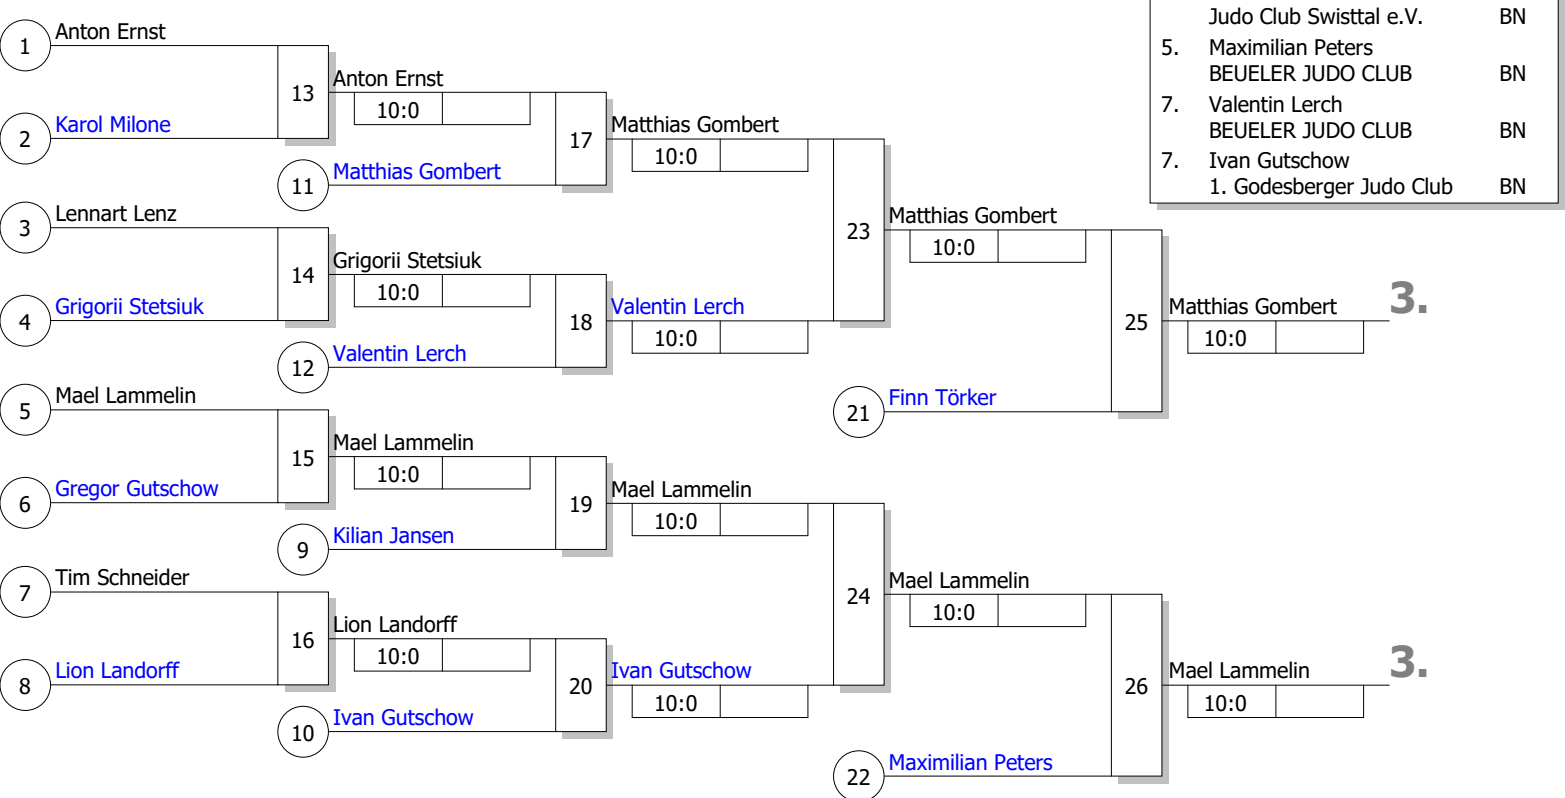 Judo Club Swisttal e.V. BN
5. Maximilian Peters
BEUELER JUDO CLUB BN
7. Valentin Lerch
BEUELER JUDO CLUB BN
7. Ivan Gutschow
1. Godesberger Judo Club BN
1 Anton Ernst
2 Karol Milone
13
Anton Ernst
10:0
11 Matthias Gombert
17
Matthias Gombert
10:0
3 Lennart Lenz
4 Grigorii Stetsiuk
14
Grigorii Stetsiuk
10:0
12 Valentin Lerch
18
Valentin Lerch
10:0
23
Matthias Gombert
10:0
21 Finn Törker
25
Matthias Gombert
10:0
3.
5 Mael Lammelin
6 Gregor Gutschow
15
Mael Lammelin
10:0
9 Kilian Jansen
19
Mael Lammelin
10:0
7 Tim Schneider
8 Lion Landorff
16
Lion Landorff
10:0
10 Ivan Gutschow
20
Ivan Gutschow
10:0
24
Mael Lammelin
10:0
22 Maximilian Peters
26
Mael Lammelin
10:0
3.